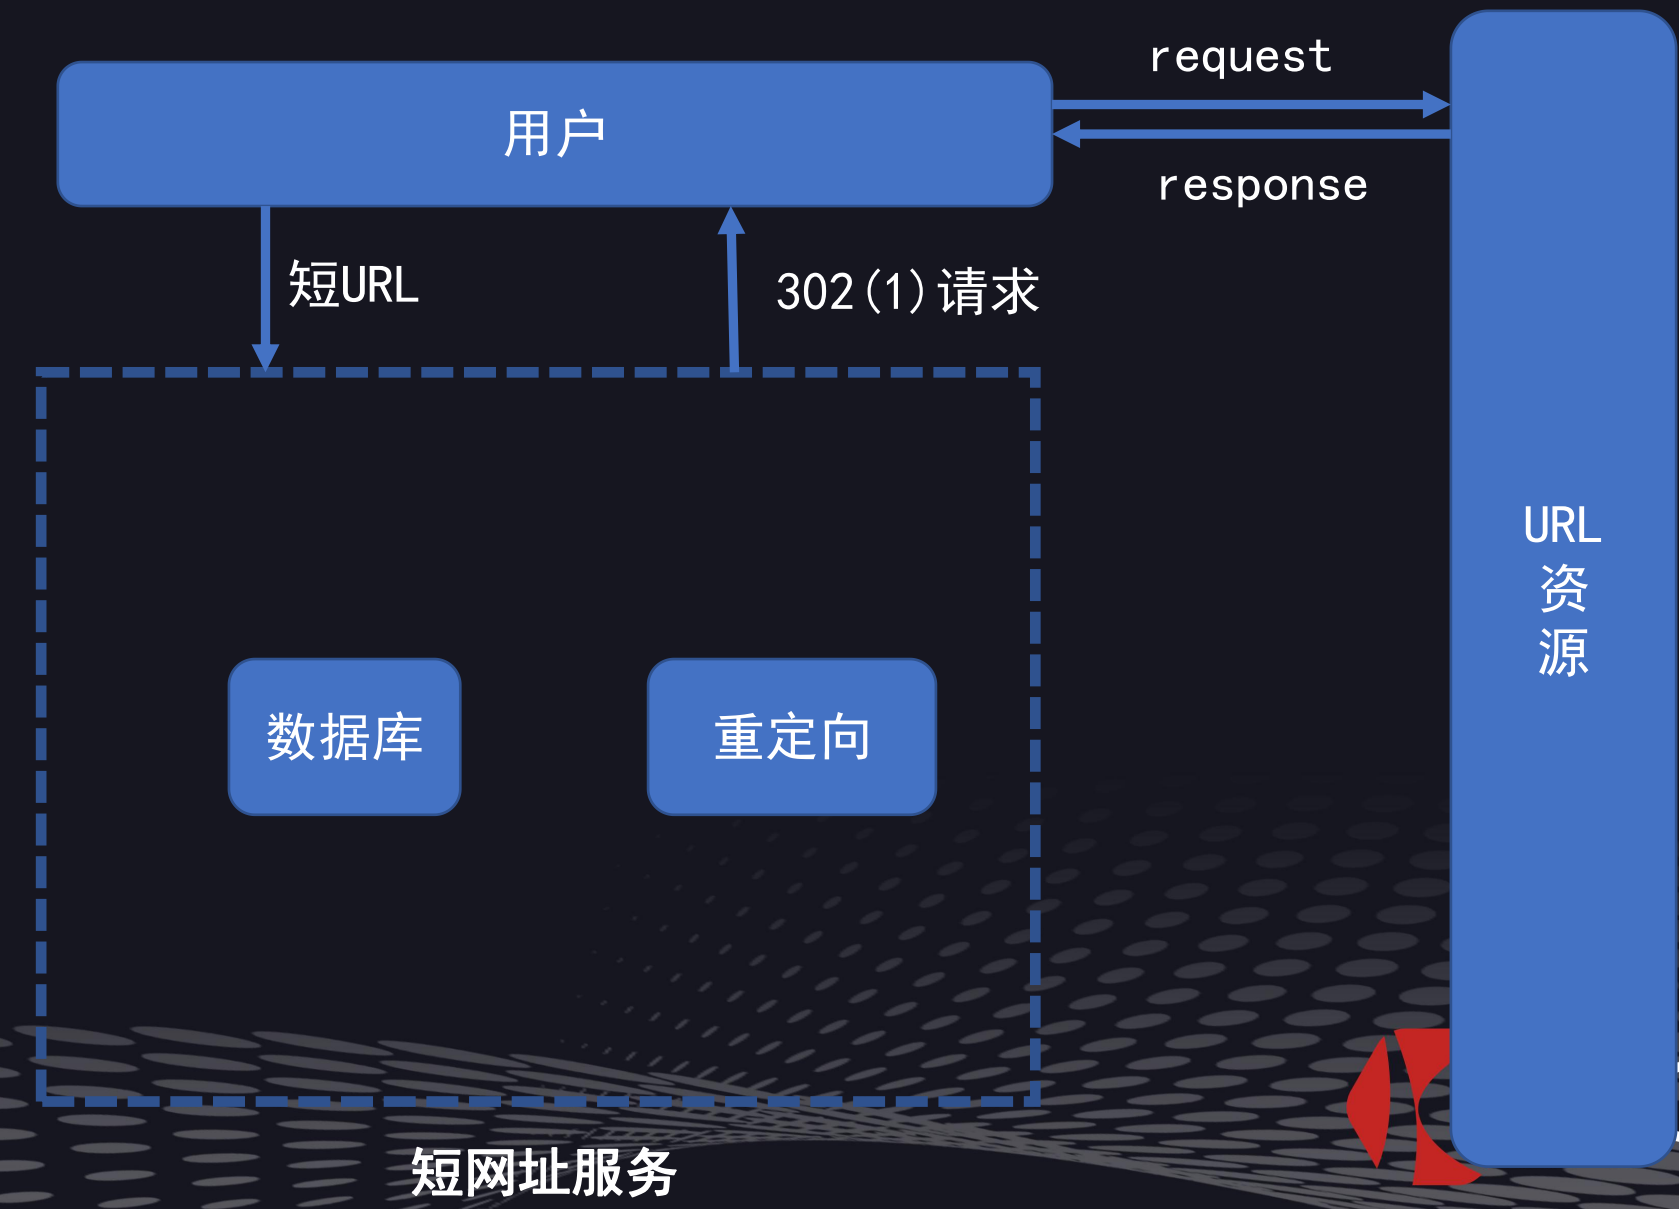 request
用户
response
短URL
302(1)请求
URL
资
源
数据库
重定向
短网址服务